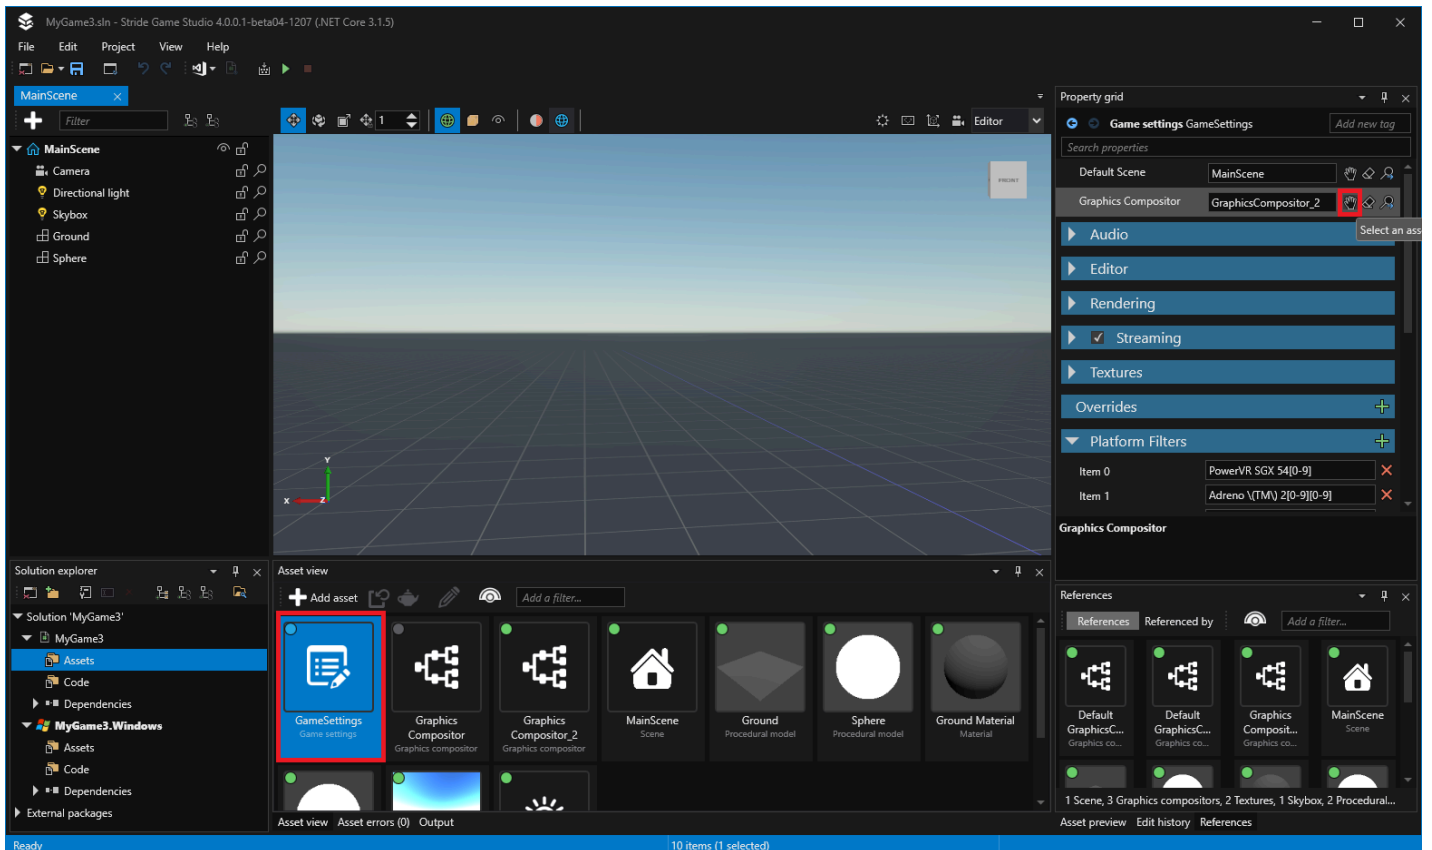 MyGame3.sln - Stride Game Studio 4.0.0.1-beta04-1207 (.NET Core 3.1.5)
File Edit Project View Help
MainScene
Filter
1
Editor
MainScene
Camera
Directional light
Skybox
Ground
Sphere
FRONT
Y
X
Z
Property grid
Game settings GameSettings
Add new tag
Search properties
Default Scene MainScene
Graphics Compositor GraphicsCompositor_2
Select an ass
Audio
Editor
Rendering
Streaming
Textures
Overrides
Platform Filters
Item 0 PowerVR SGX 54[0-9]
Item 1 Adreno \(TM\) 2[0-9][0-9]
Graphics Compositor
Solution explorer
Solution 'MyGame3'
MyGame3
Assets
Code
Dependencies
MyGame3.Windows
Assets
Code
Dependencies
External packages
Asset view
Add asset
Add a filter...
GameSettings
Game settings
Graphics
Compositor
Graphics compositor
Graphics
Compositor_2
Graphics compositor
MainScene
Scene
Ground
Procedural model
Sphere
Procedural model
Ground Material
Material
Asset view Asset errors (0) Output
References
References Referenced by
Add a filter...
Default
GraphicsC...
Graphics co...
Default
GraphicsC...
Graphics co...
Graphics
Composit...
Graphics co...
MainScene
Scene
1 Scene, 3 Graphics compositors, 2 Textures, 1 Skybox, 2 Procedural...
Asset preview Edit history References
Ready
10 items (1 selected)